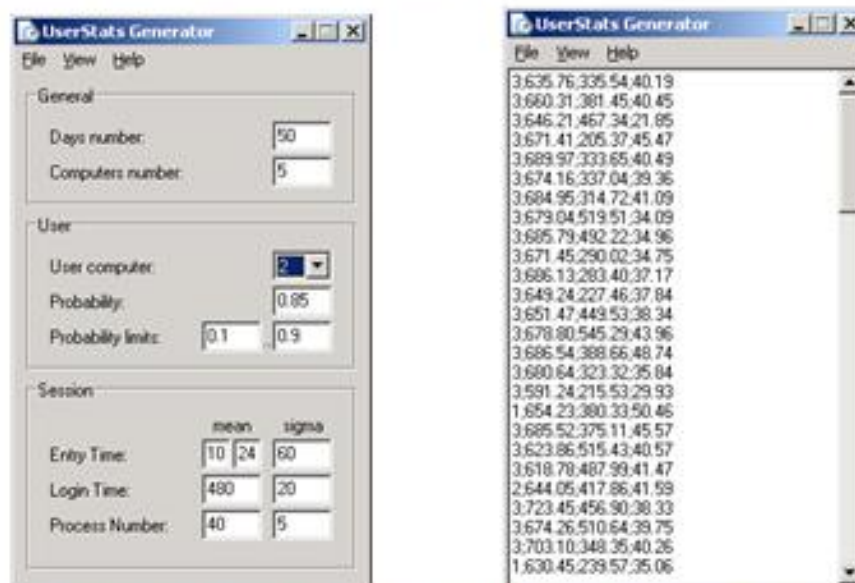 UserStats Generator
File View Help
General
Days number: 50
Computers number: 5
User
User computer: 2
Probability: 0.85
Probability limits: 0.1 .. 0.9
Session
mean sigma
Entry Time: 10 24 60
Login Time: 480 20
Process Number: 40 5
UserStats Generator
File View Help
3;635.76;335.54;40.19
3;660.31;381.45;40.45
3;646.21;467.34;21.85
3;671.41;205.37;45.47
3;689.97;333.65;40.49
3;674.16;337.04;39.36
3;684.95;314.72;41.09
3;679.04;519.51;34.09
3;685.79;492.22;34.96
3;671.45;290.02;34.75
3;686.13;283.40;37.17
3;649.24;227.46;37.84
3;651.47;449.53;38.34
3;678.80;545.29;43.96
3;686.54;388.66;48.74
3;680.64;323.32;35.84
3;591.24;215.53;29.93
1;654.23;380.33;50.46
3;685.52;375.11;45.57
3;623.86;515.43;40.57
3;618.78;487.99;41.47
2;644.05;417.86;41.59
3;723.45;456.90;38.33
3;674.26;510.64;39.75
3;703.10;348.35;40.26
1;630.45;239.57;35.06